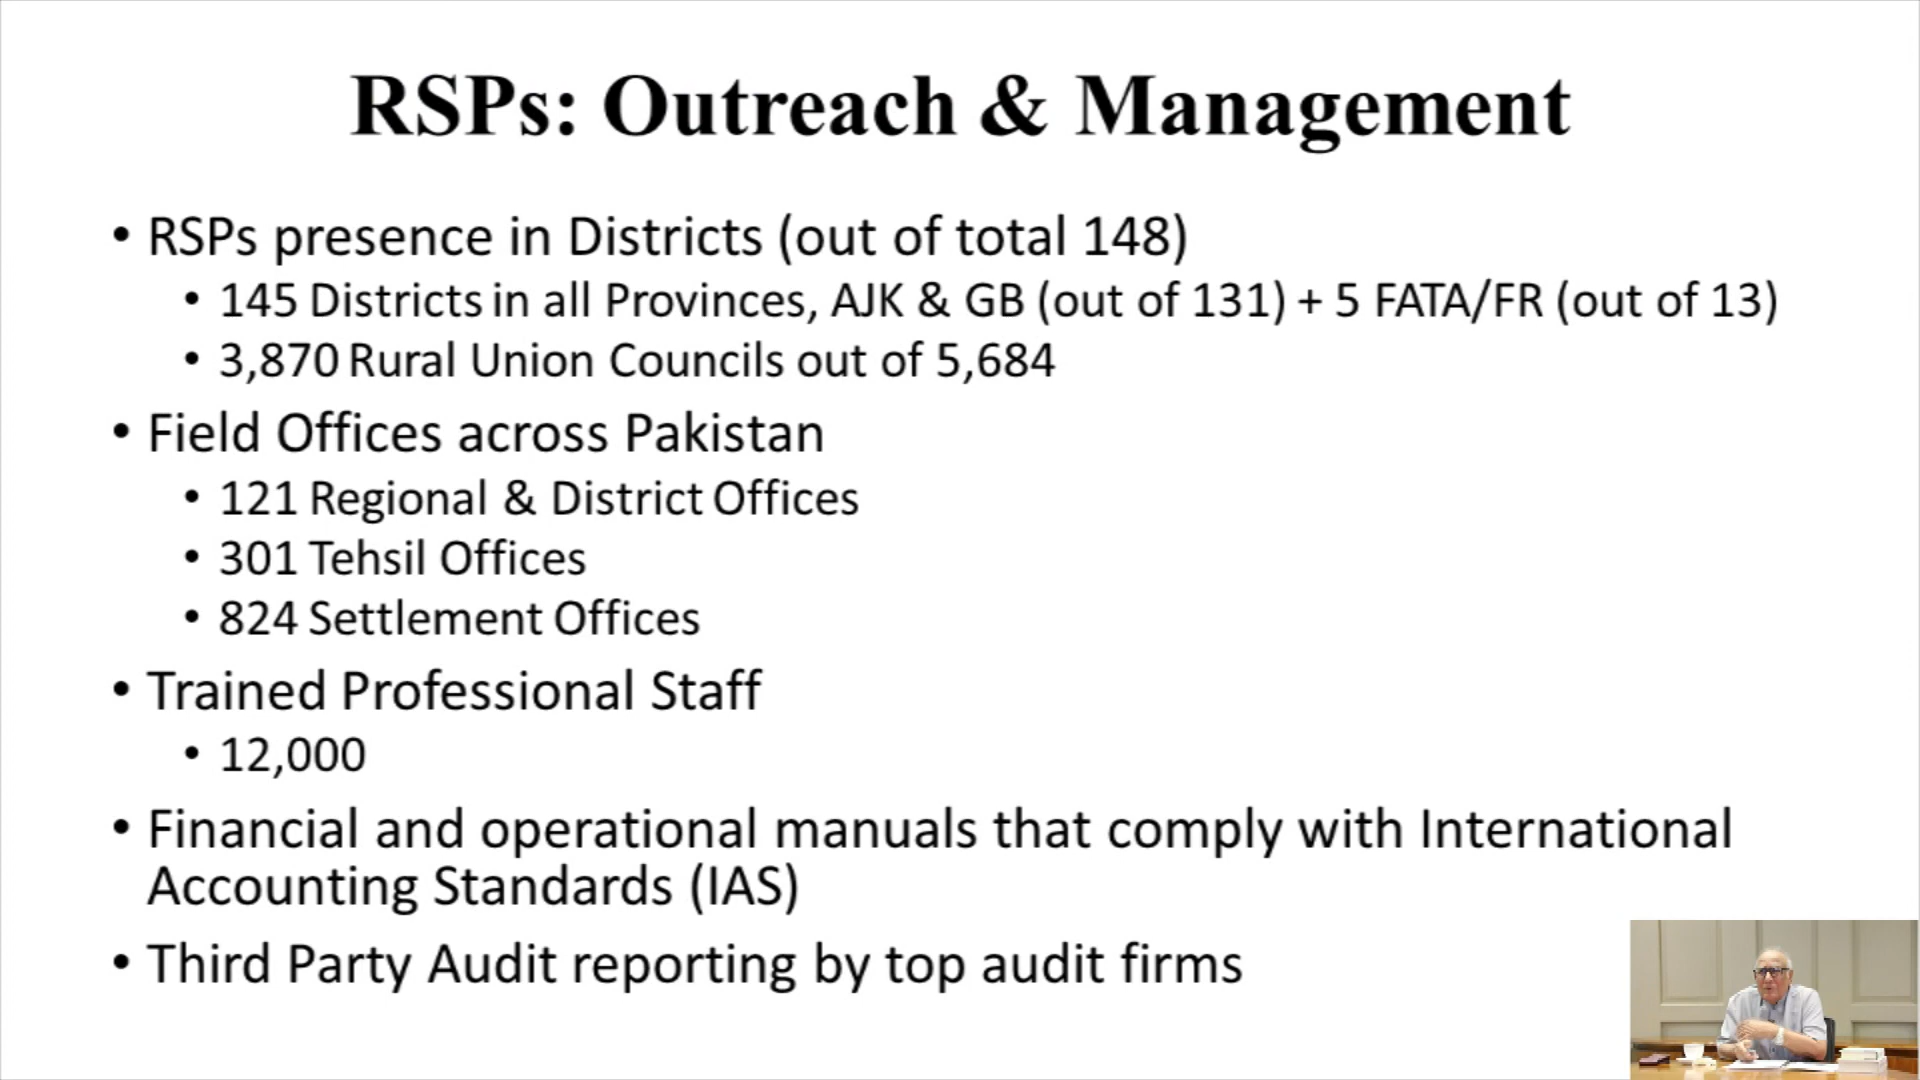 RSPs: Outreach & Management
• RSPs presence in Districts (out of total 148)
• 145 Districts in all Provinces, AJK & GB (out of 131) + 5 FATA/FR (out of 13)
• 3,870 Rural Union Councils out of 5,684
• Field Offices across Pakistan
• 121 Regional & District Offices
• 301 Tehsil Offices
• 824 Settlement Offices
• Trained Professional Staff
• 12,000
• Financial and operational manuals that comply with International
Accounting Standards (IAS)
• Third Party Audit reporting by top audit firms